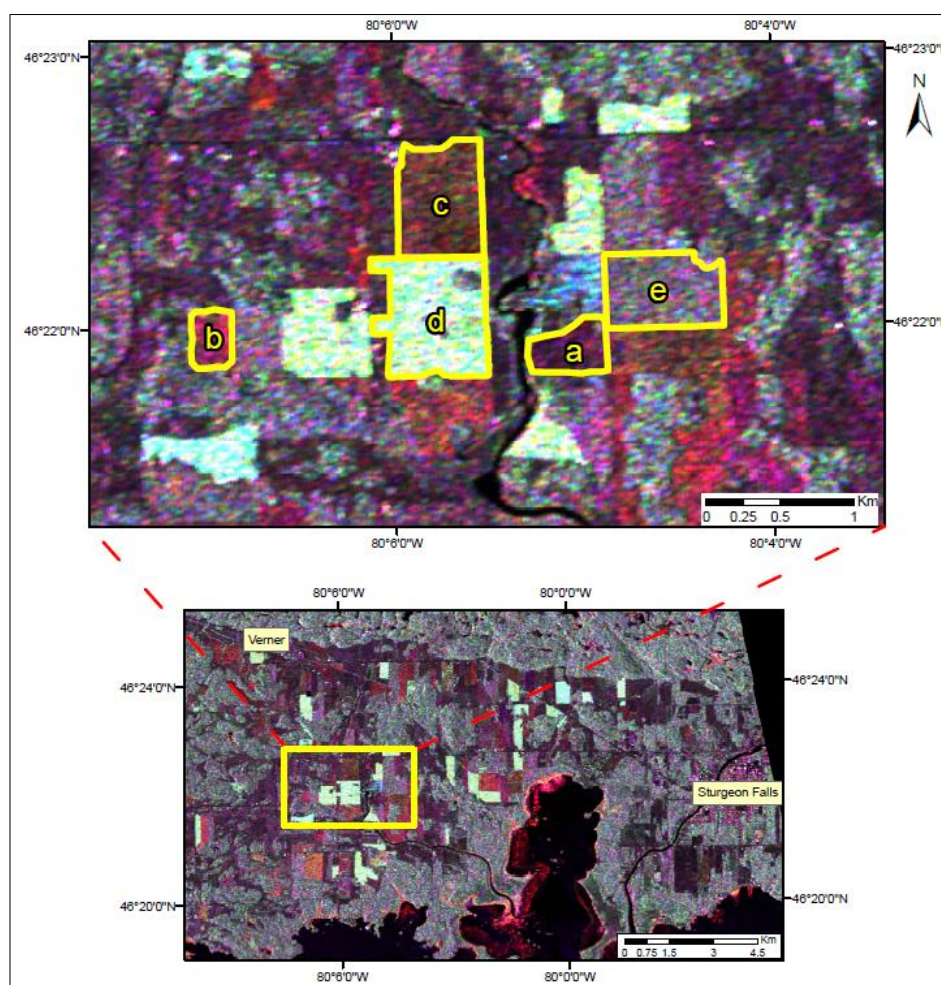 80°6'0"W 80°4'0"W
46°23'0"N 46°23'0"N
N
c
e
d
46°22'0"N 46°22'0"N
b
a
Km
0 0.25 0.5 1
80°6'0"W 80°4'0"W
80°6'0"W 80°0'0"W
Verner
46°24'0"N 46°24'0"N
Sturgeon Falls
46°20'0"N 46°20'0"N
Km
0 0.75 1.5 3 4.5
80°6'0"W 80°0'0"W